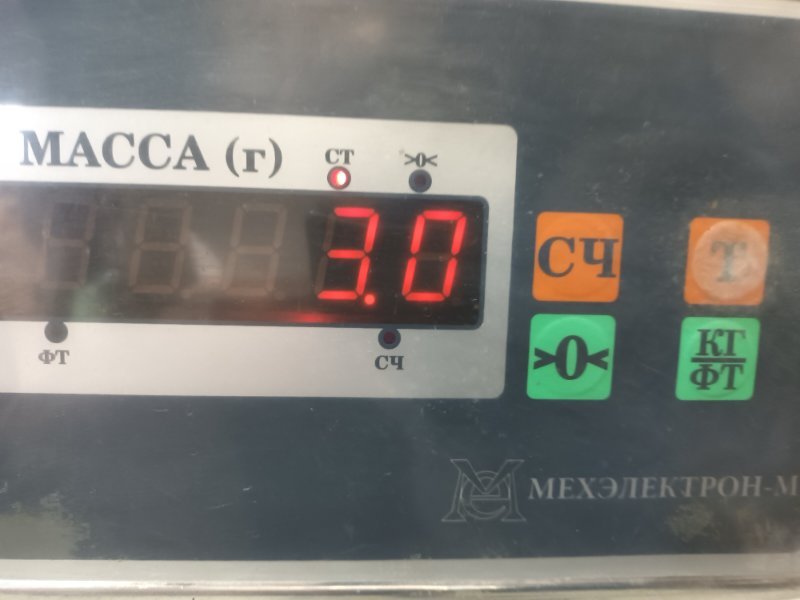 МАССА (г)
СТ
>0<
3.0
ФТ
СЧ
СЧ
Т
>0<
КГ
ФТ
МЕХЭЛЕКТРОН-М